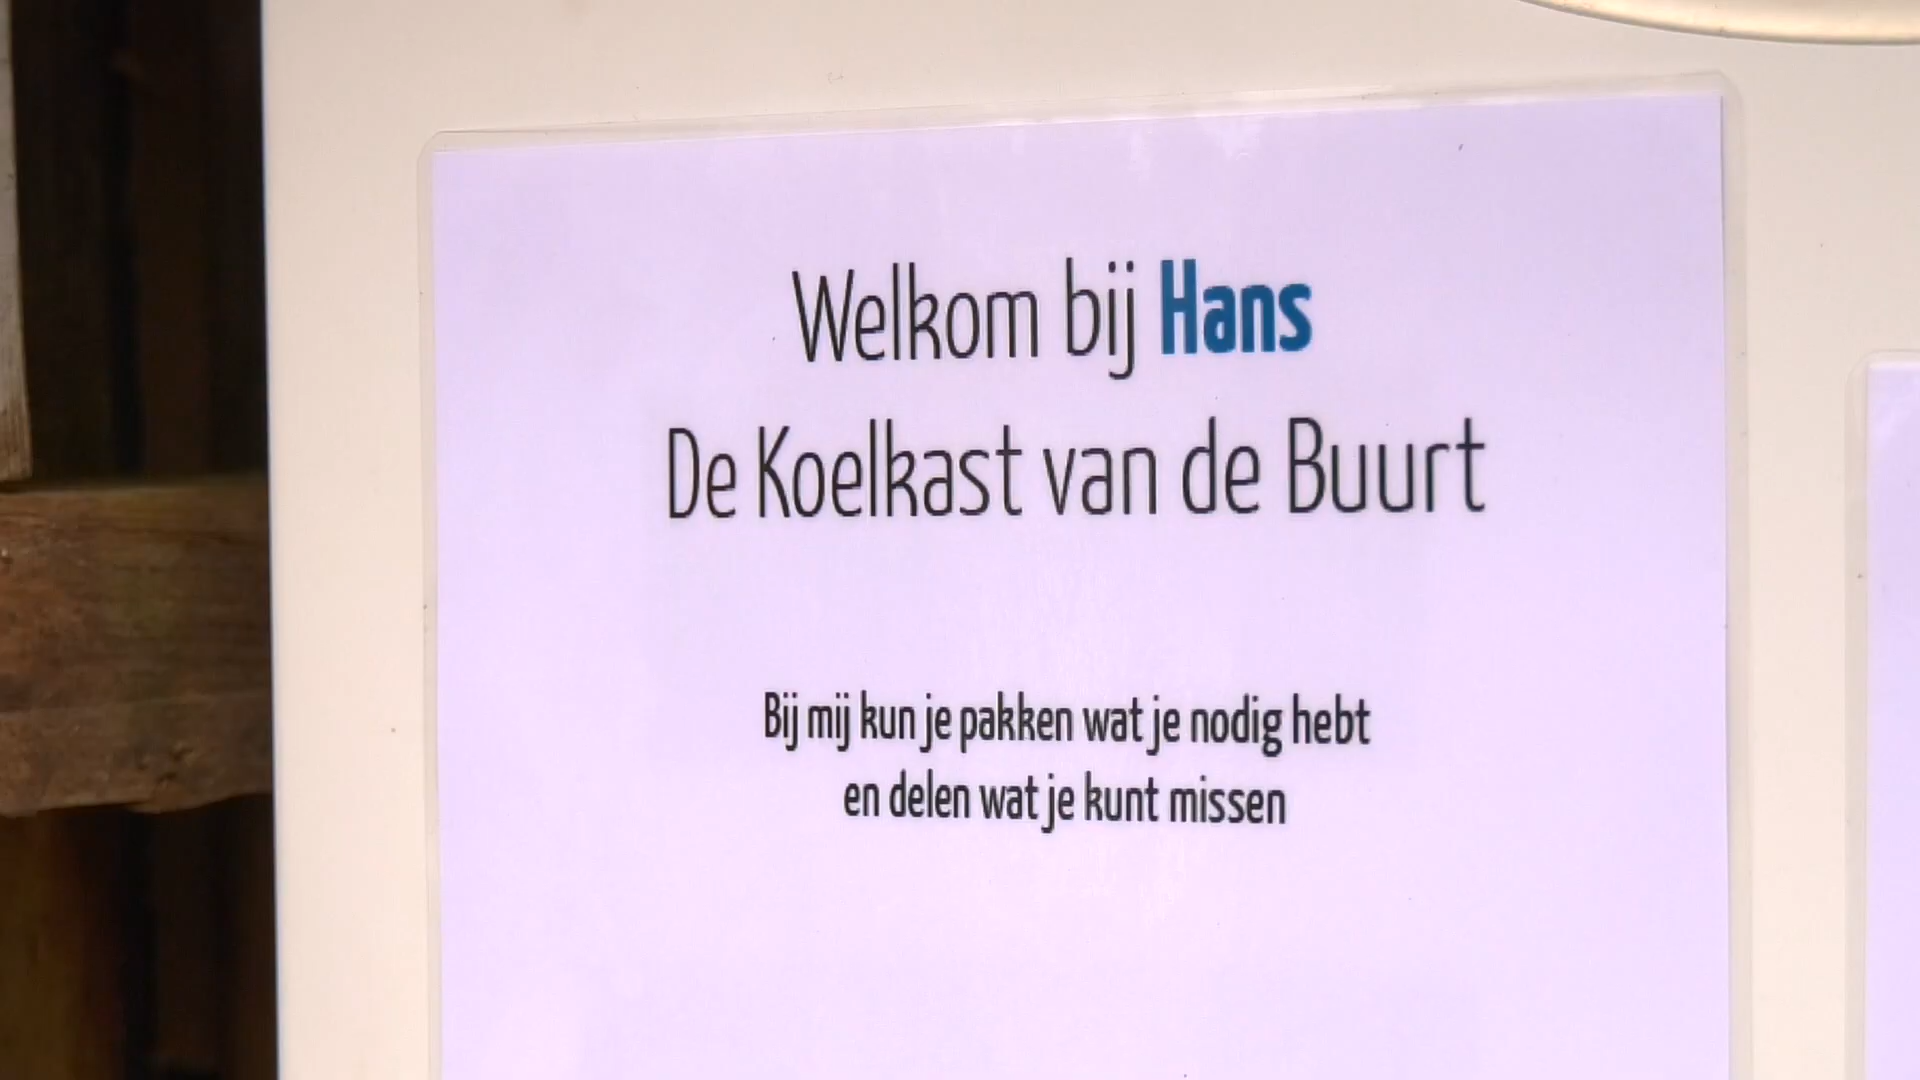 Welkom bij Hans
De Koelkast van de Buurt
Bij mij kun je pakken wat je nodig hebt
en delen wat je kunt missen